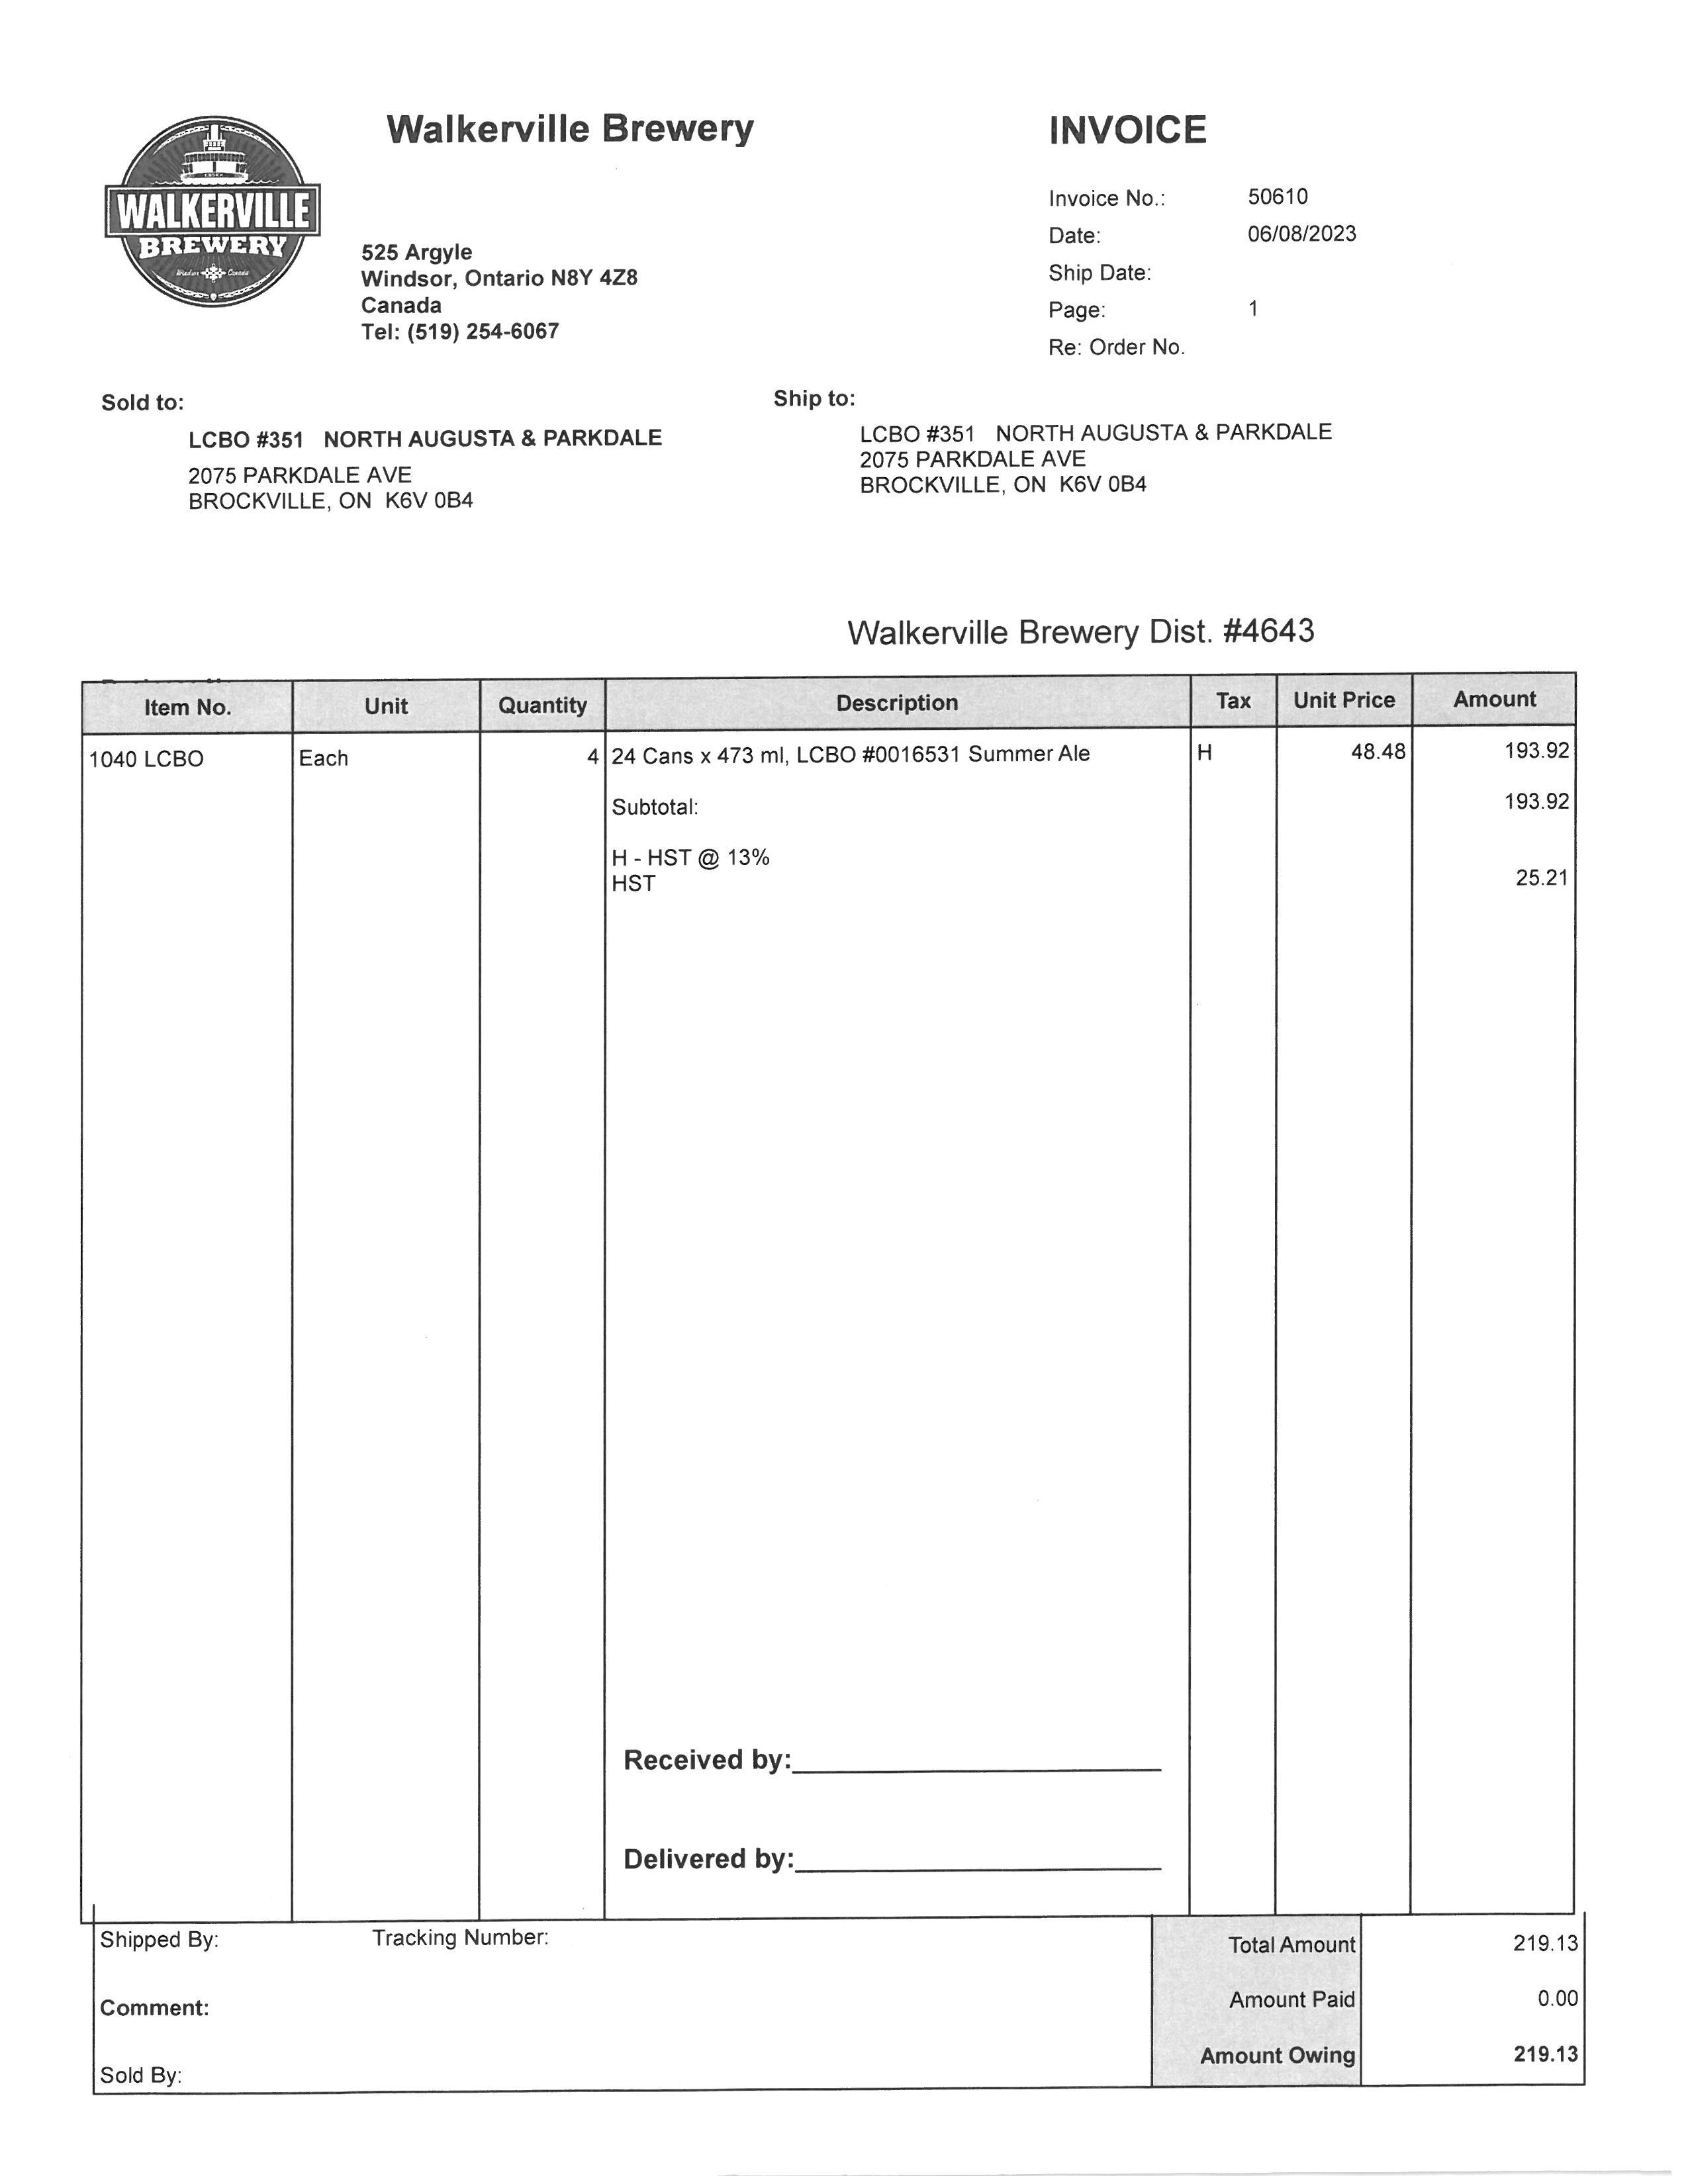 Walkerville Brewery
INVOICE
WALKERVILLE
BREWERY
Windsor Canada
525 Argyle
Windsor, Ontario N8Y 4Z8
Canada
Tel: (519) 254-6067
Invoice No.: 50610
Date: 06/08/2023
Ship Date:
Page: 1
Re: Order No.
Sold to:
LCBO #351 NORTH AUGUSTA & PARKDALE
2075 PARKDALE AVE
BROCKVILLE, ON K6V 0B4
Ship to:
LCBO #351 NORTH AUGUSTA & PARKDALE
2075 PARKDALE AVE
BROCKVILLE, ON K6V 0B4
Walkerville Brewery Dist. #4643
Item No. Unit Quantity Description Tax Unit Price Amount
1040 LCBO Each 4 24 Cans x 473 ml, LCBO #0016531 Summer Ale H 48.48 193.92
Subtotal: 193.92
H - HST @ 13%
HST 25.21
Received by:
Delivered by:
Shipped By: Tracking Number: Total Amount 219.13
Comment: Amount Paid 0.00
Sold By: Amount Owing 219.13